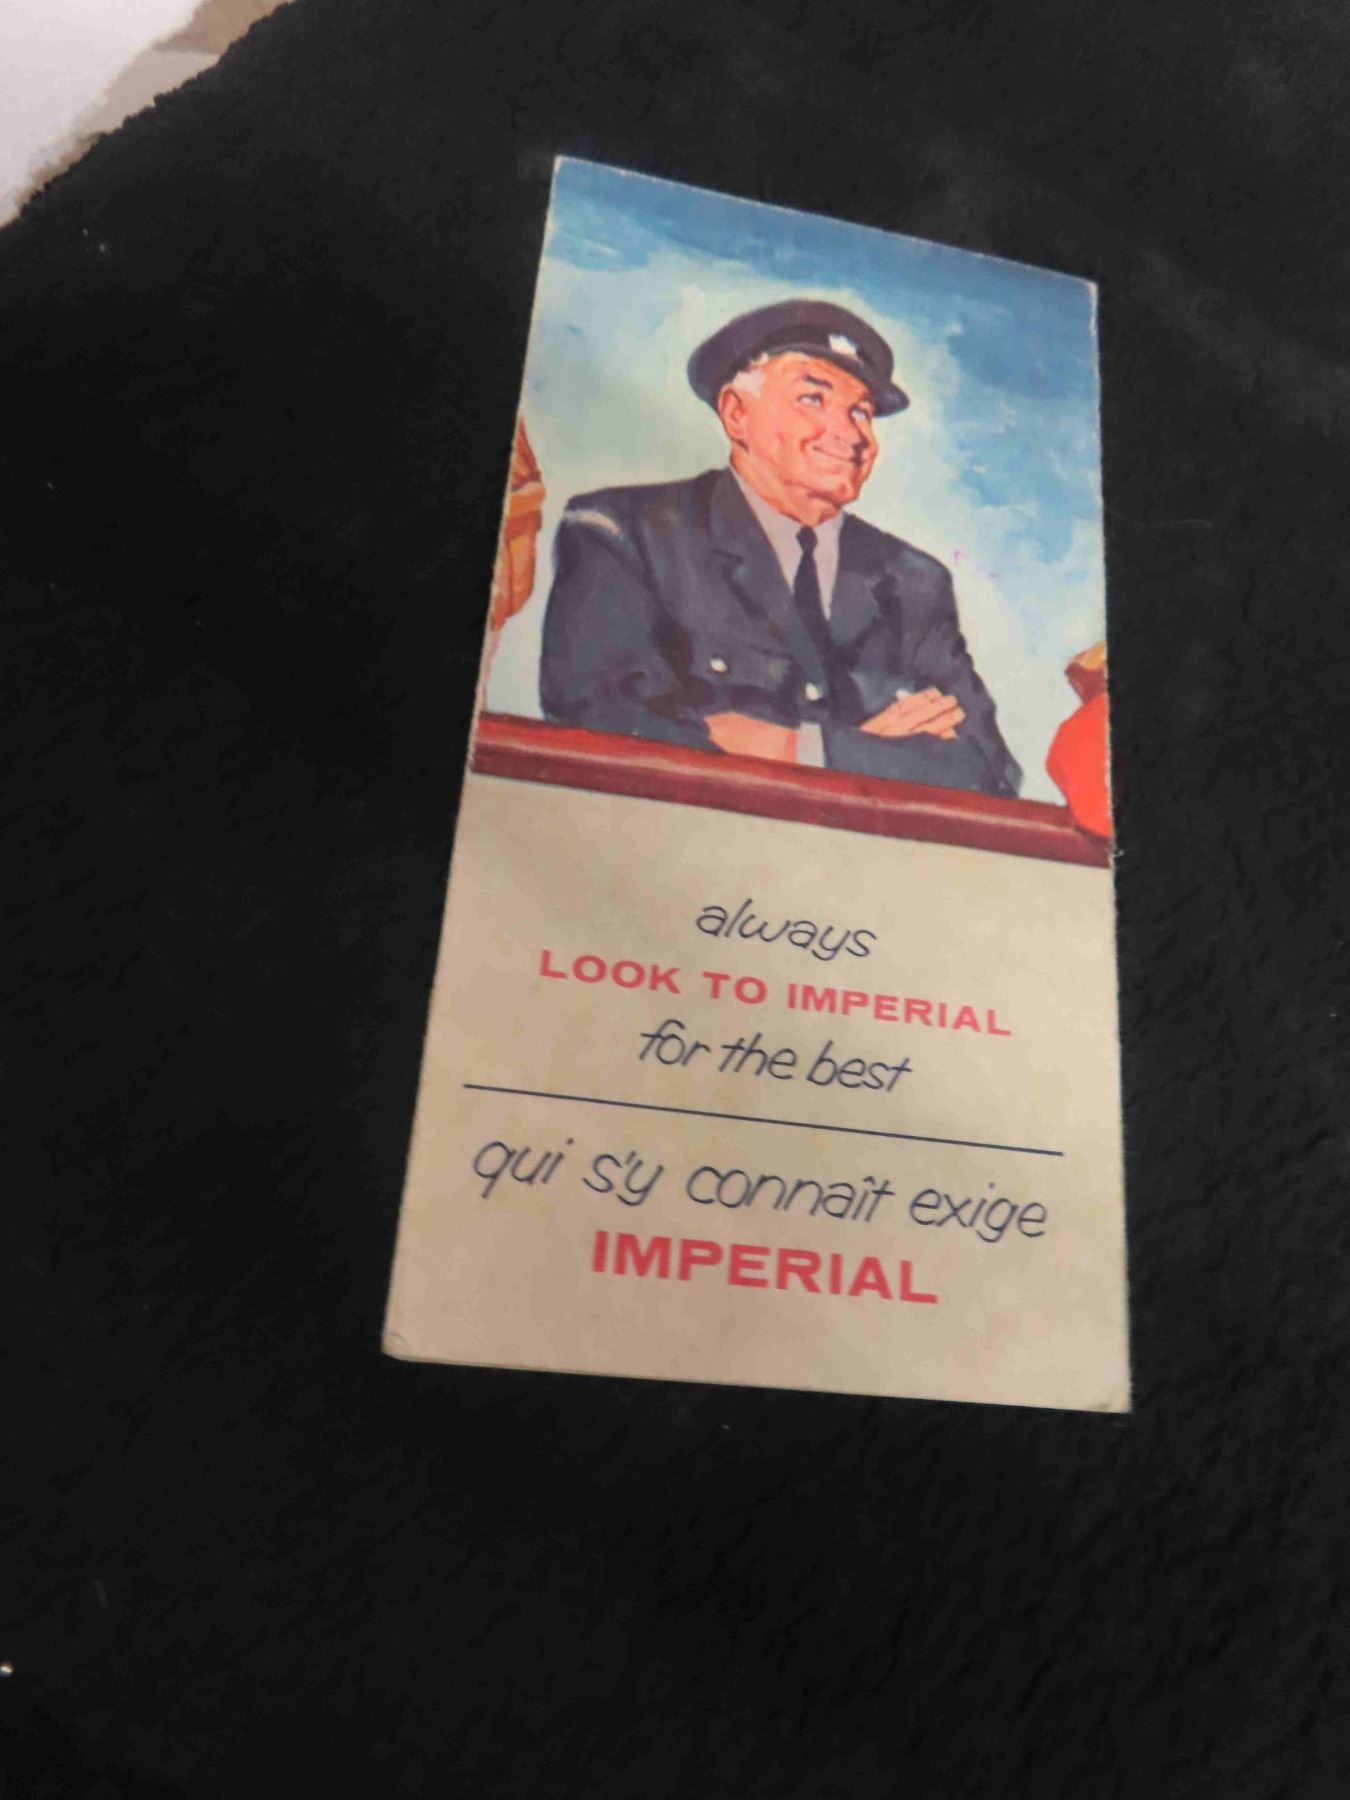 always
LOOK TO IMPERIAL
for the best
qui s'y connaît exige
IMPERIAL